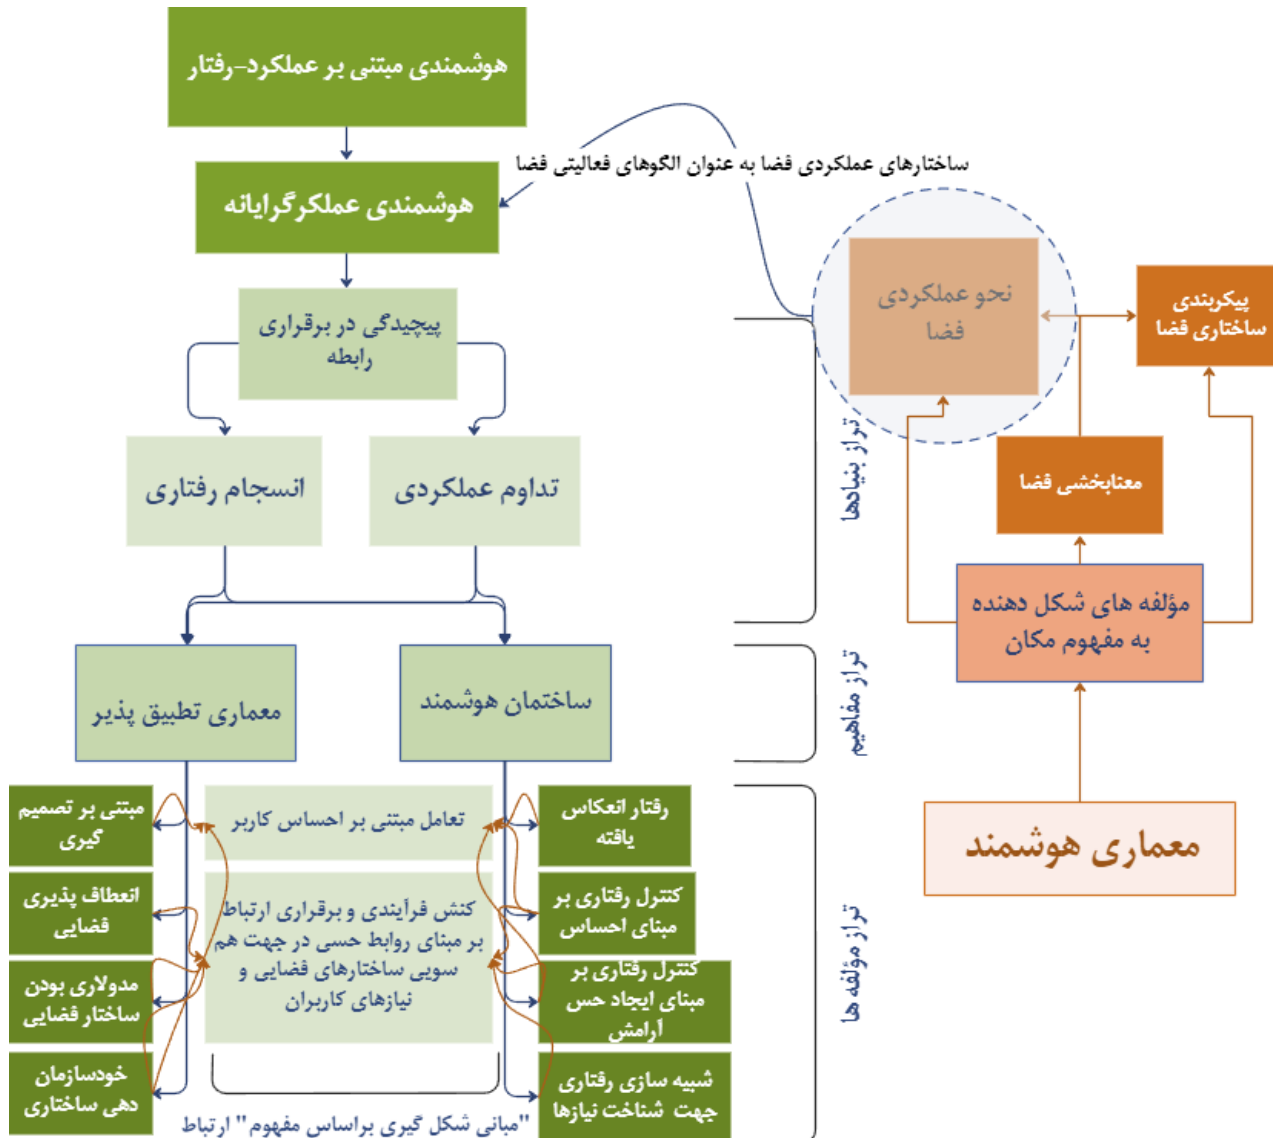 هوشمندی مبتنی بر عملکرد-رفتار
ساختارهای عملکردی فضا به عنوان الگوهای فعالیتی فضا
هوشمندی عملکرگرایانه
نحو عملکردی
فضا
پیکربندی
ساختاری فضا
پیچیدگی در برقراری
رابطه
تراز بنیادها
معنابخشی فضا
تداوم عملکردی
انسجام رفتاری
مؤلفه های شکل دهنده
به مفهوم مکان
تراز مفاهیم
ساختمان هوشمند
معماری تطبیق پذیر
معماری هوشمند
تراز مؤلفه ها
رفتار انعکاس
یافته
تعامل مبتنی بر احساس کاربر
مبتنی بر تصمیم
گیری
کنترل رفتاری بر
مبنای احساس
کنش فرآیندی و برقراری ارتباط
بر مبنای روابط حسی در جهت هم
سویی ساختارهای فضایی و
نیازهای کاربران
انعطاف پذیری
فضایی
کنترل رفتاری بر
مبنای ایجاد حس
آرامش
مدولاری بودن
ساختار فضایی
شبیه سازی رفتاری
جهت شناخت نیازها
خودسازمان
دهی ساختاری
"مبانی شکل گیری براساس مفهوم" ارتباط